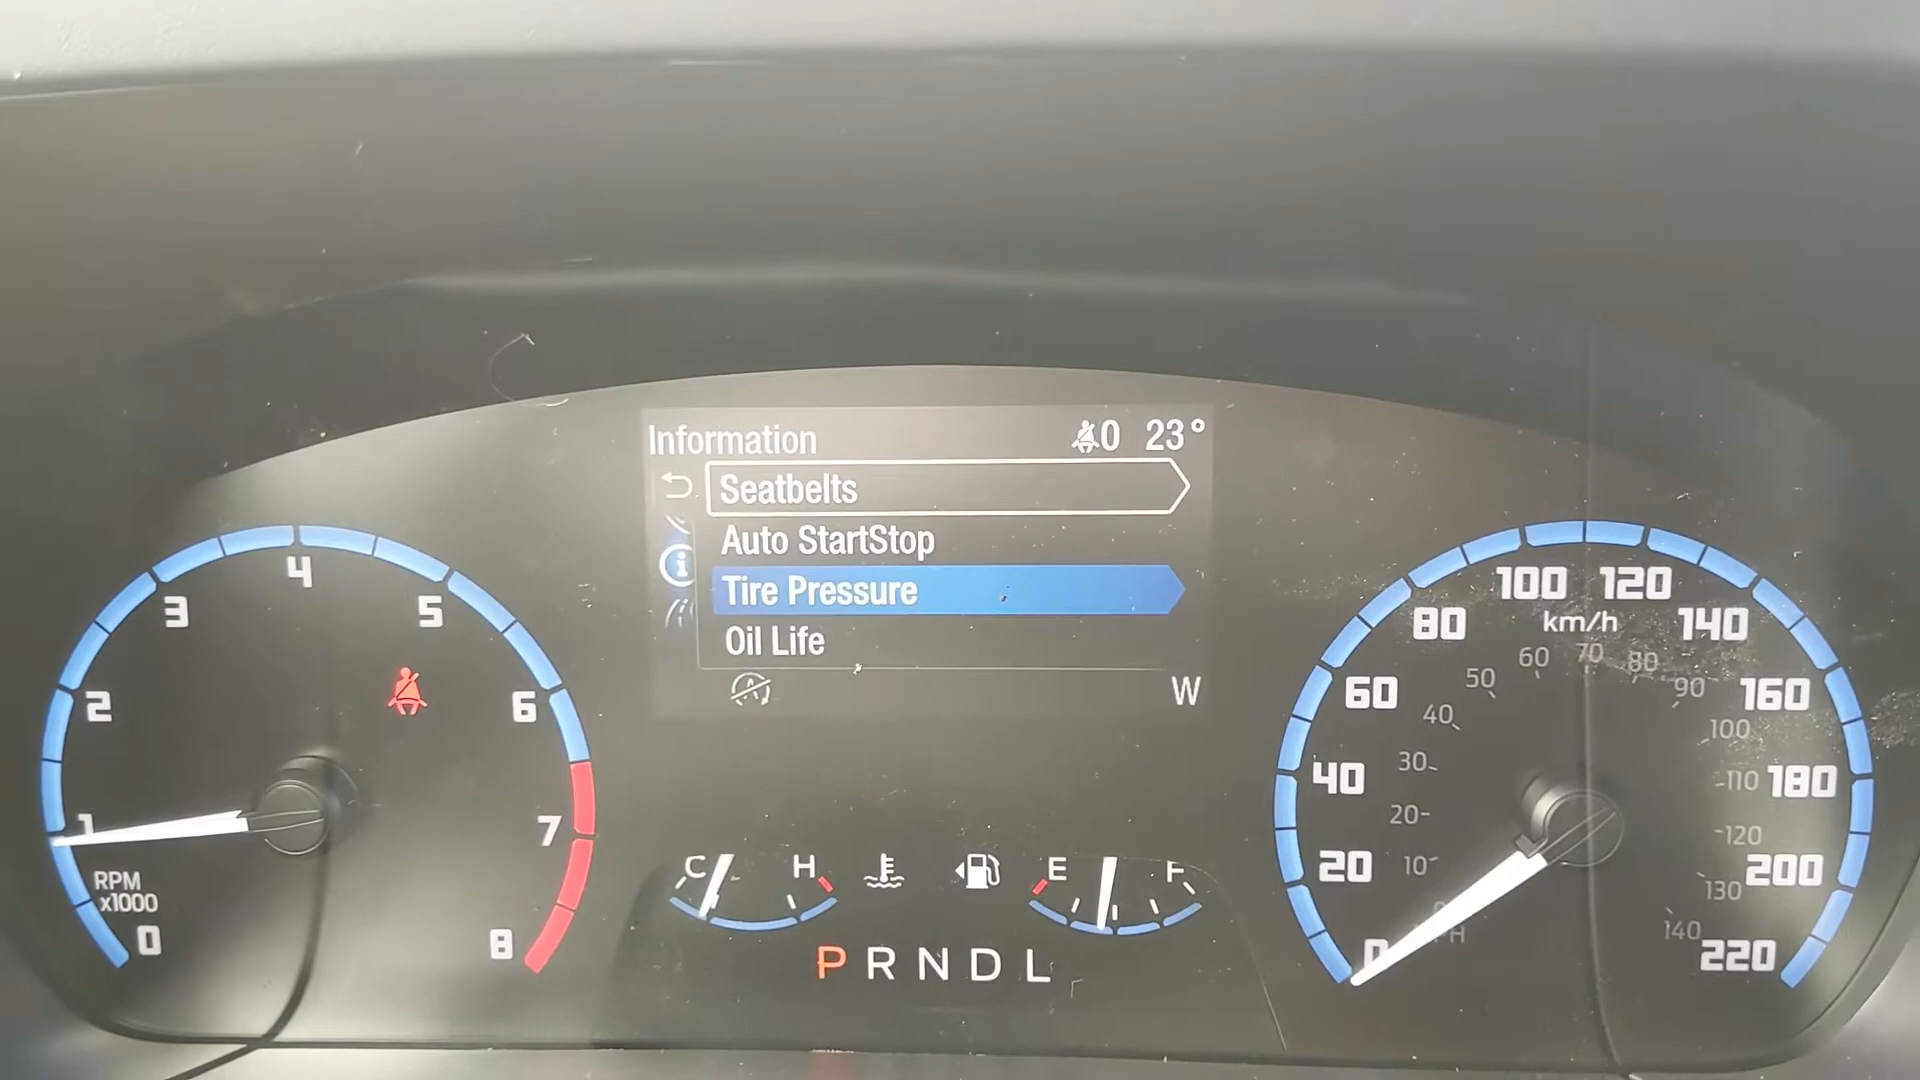 Information 0 23°
Seatbelts
Auto StartStop
Tire Pressure
Oil Life
W
0
1
2
3
4
5
6
7
8
RPM
x1000
C H
E F
P R N D L
km/h
0
20
40
60
80
100
120
140
160
180
200
220
10
20
30
40
50
60
70
80
90
100
110
120
130
140